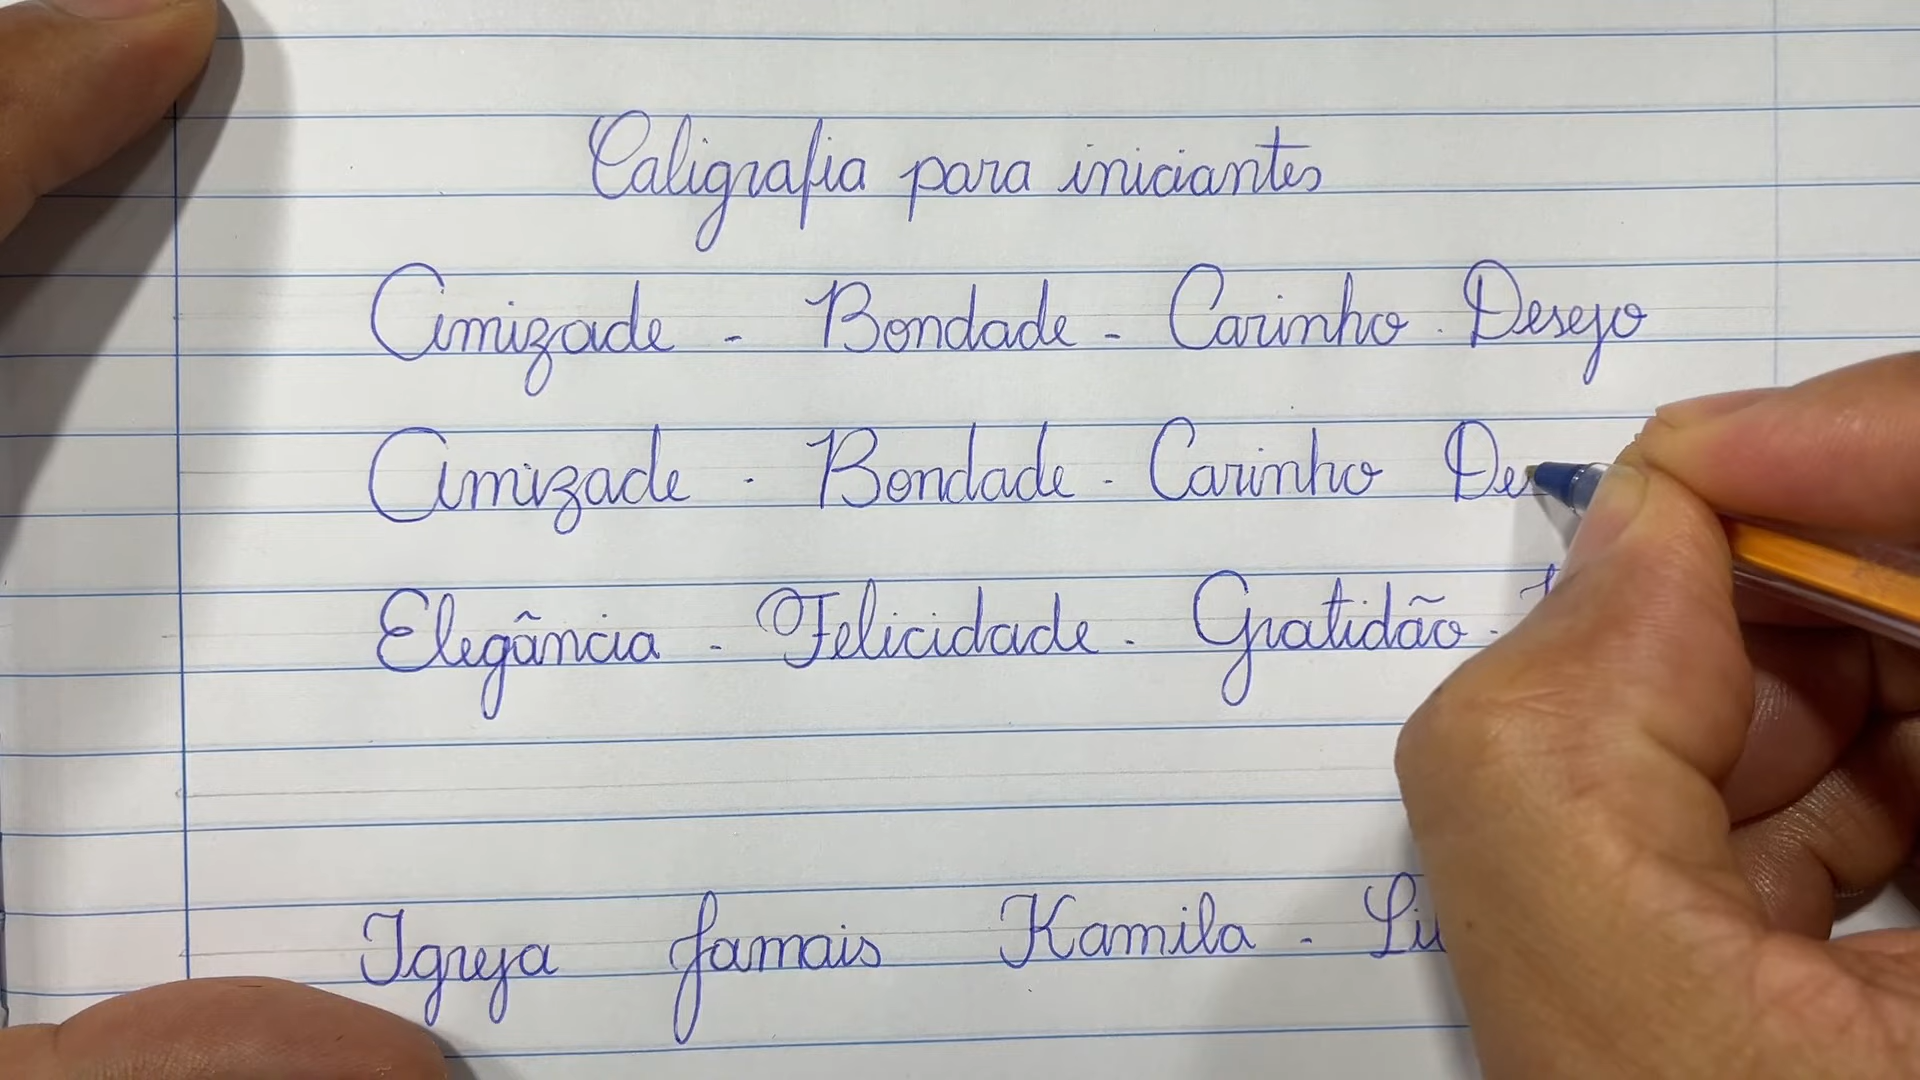 Caligrafia para iniciantes
Amizade - Bondade - Carinho - Desejo
Amizade - Bondade - Carinho
Elegância - Felicidade - Gratidão -
Igreja Jamais Kamila -